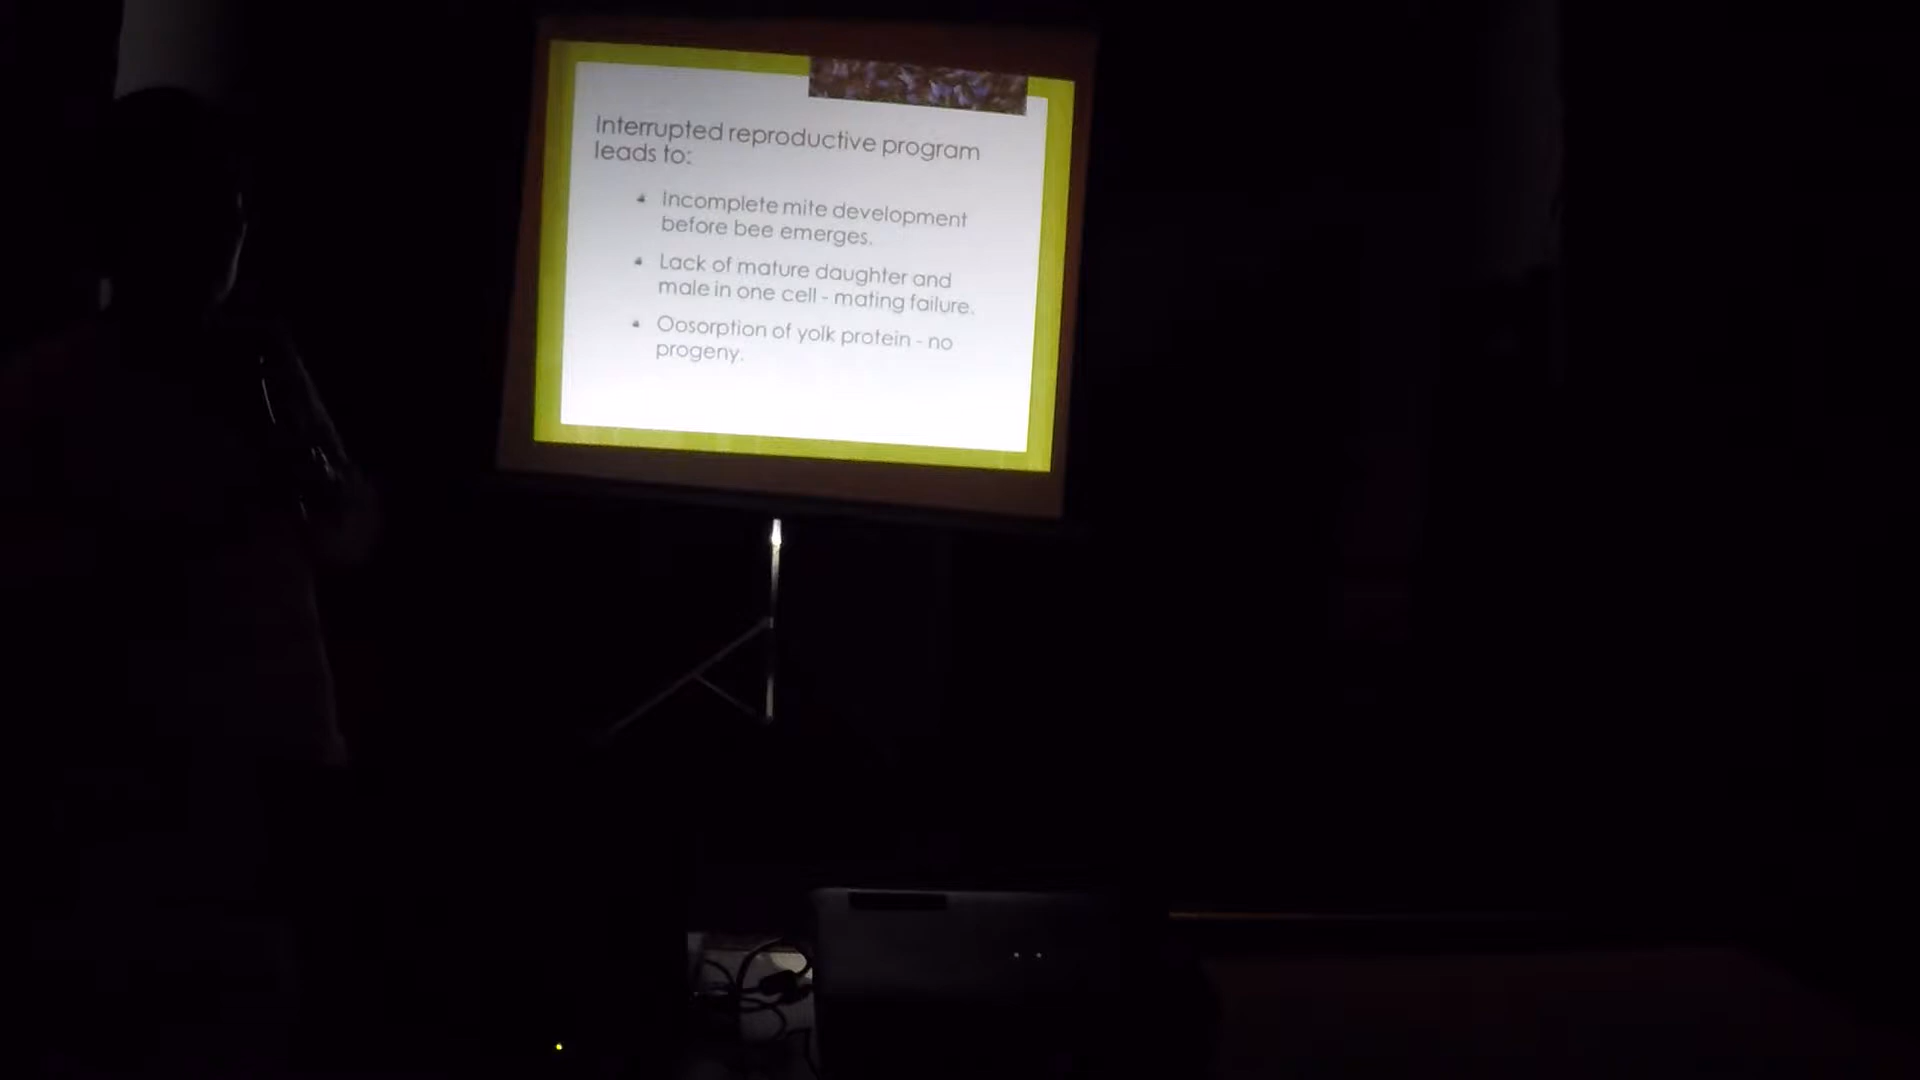 Interrupted reproductive program
leads to:
Incomplete mite development
before bee emerges.
Lack of mature daughter and
male in one cell - mating failure.
Oosorption of yolk protein - no
progeny.